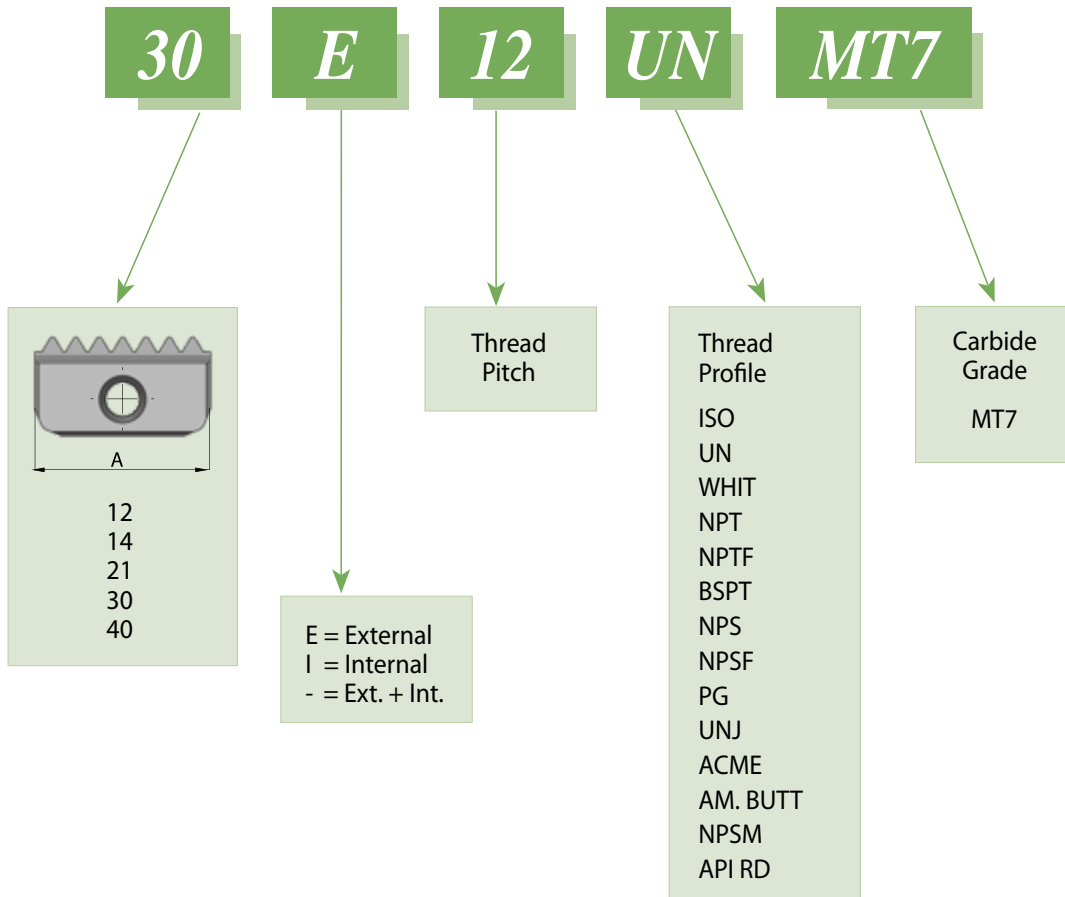 30 E 12 UN MT7
A
12
14
21
30
40
E = External
I = Internal
- = Ext. + Int.
Thread
Pitch
Thread
Profile
ISO
UN
WHIT
NPT
NPTF
BSPT
NPS
NPSF
PG
UNJ
ACME
AM. BUTT
NPSM
API RD
Carbide
Grade
MT7